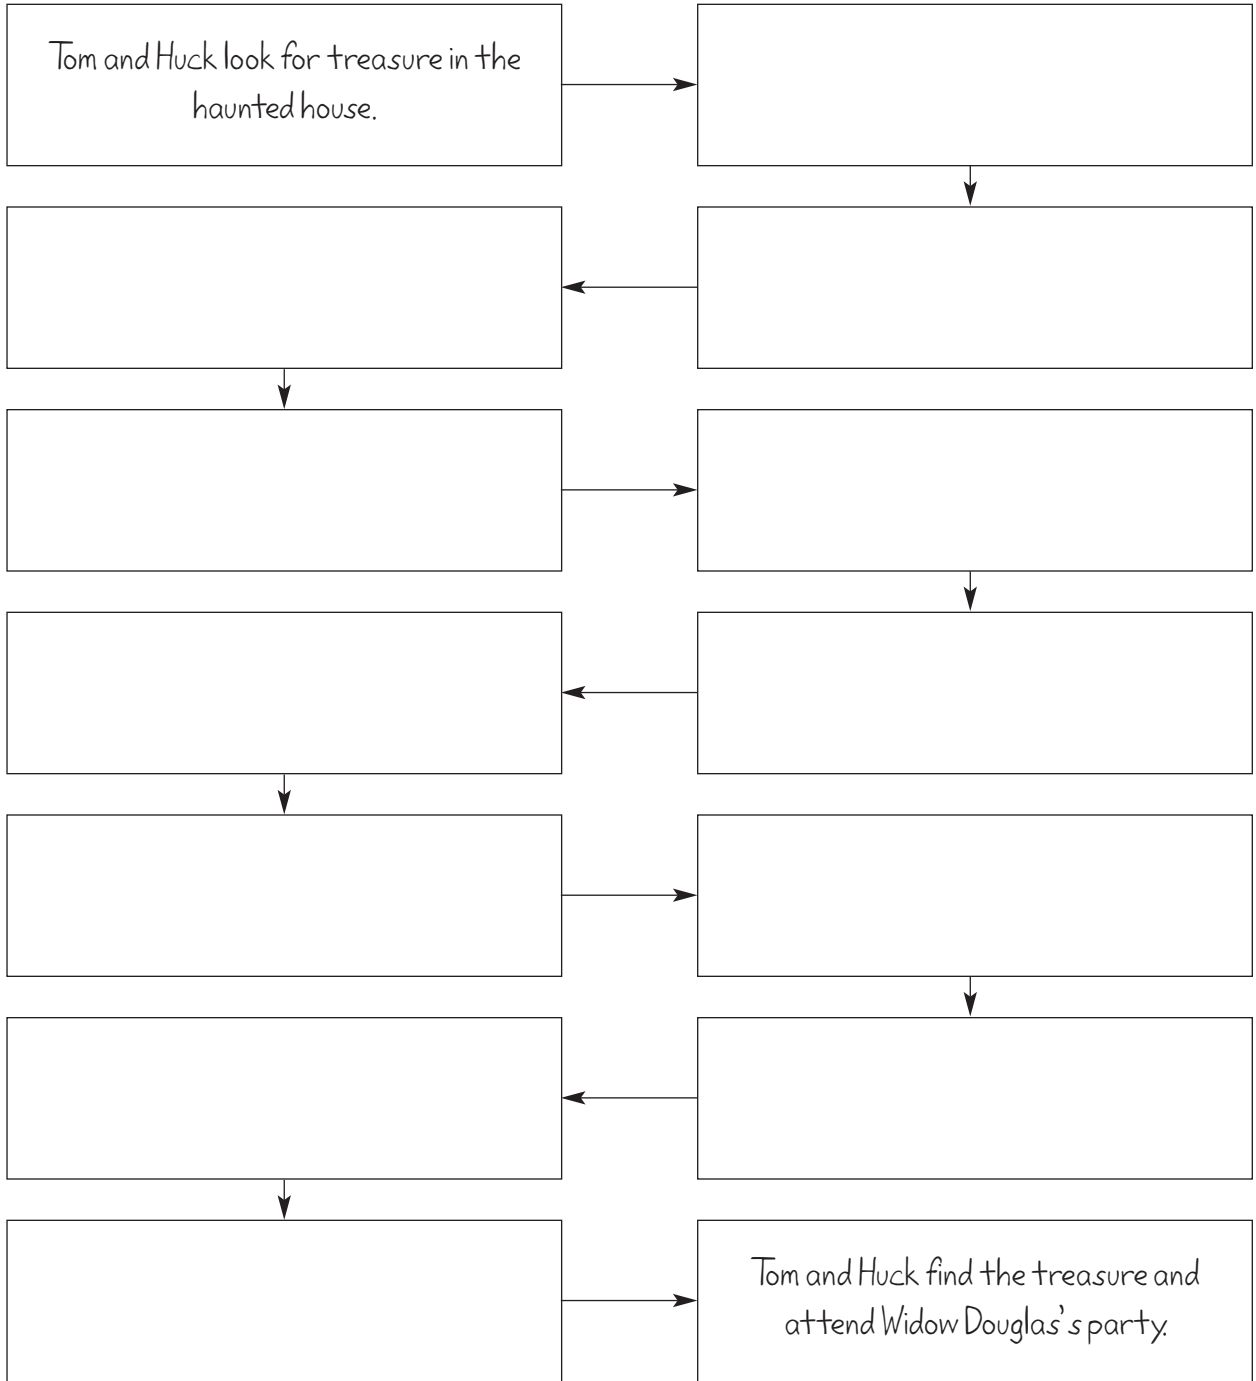 Tom and Huck look for treasure in the
haunted house.
Tom and Huck find the treasure and
attend Widow Douglas's party.